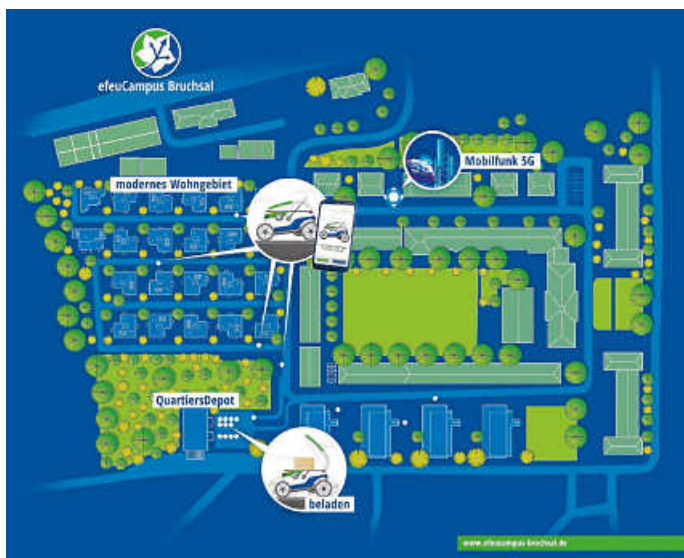 efeuCampus Bruchsal
Mobilfunk 5G
modernes Wohngebiet
QuartiersDepot
beladen
www.efeucampus-bruchsal.de